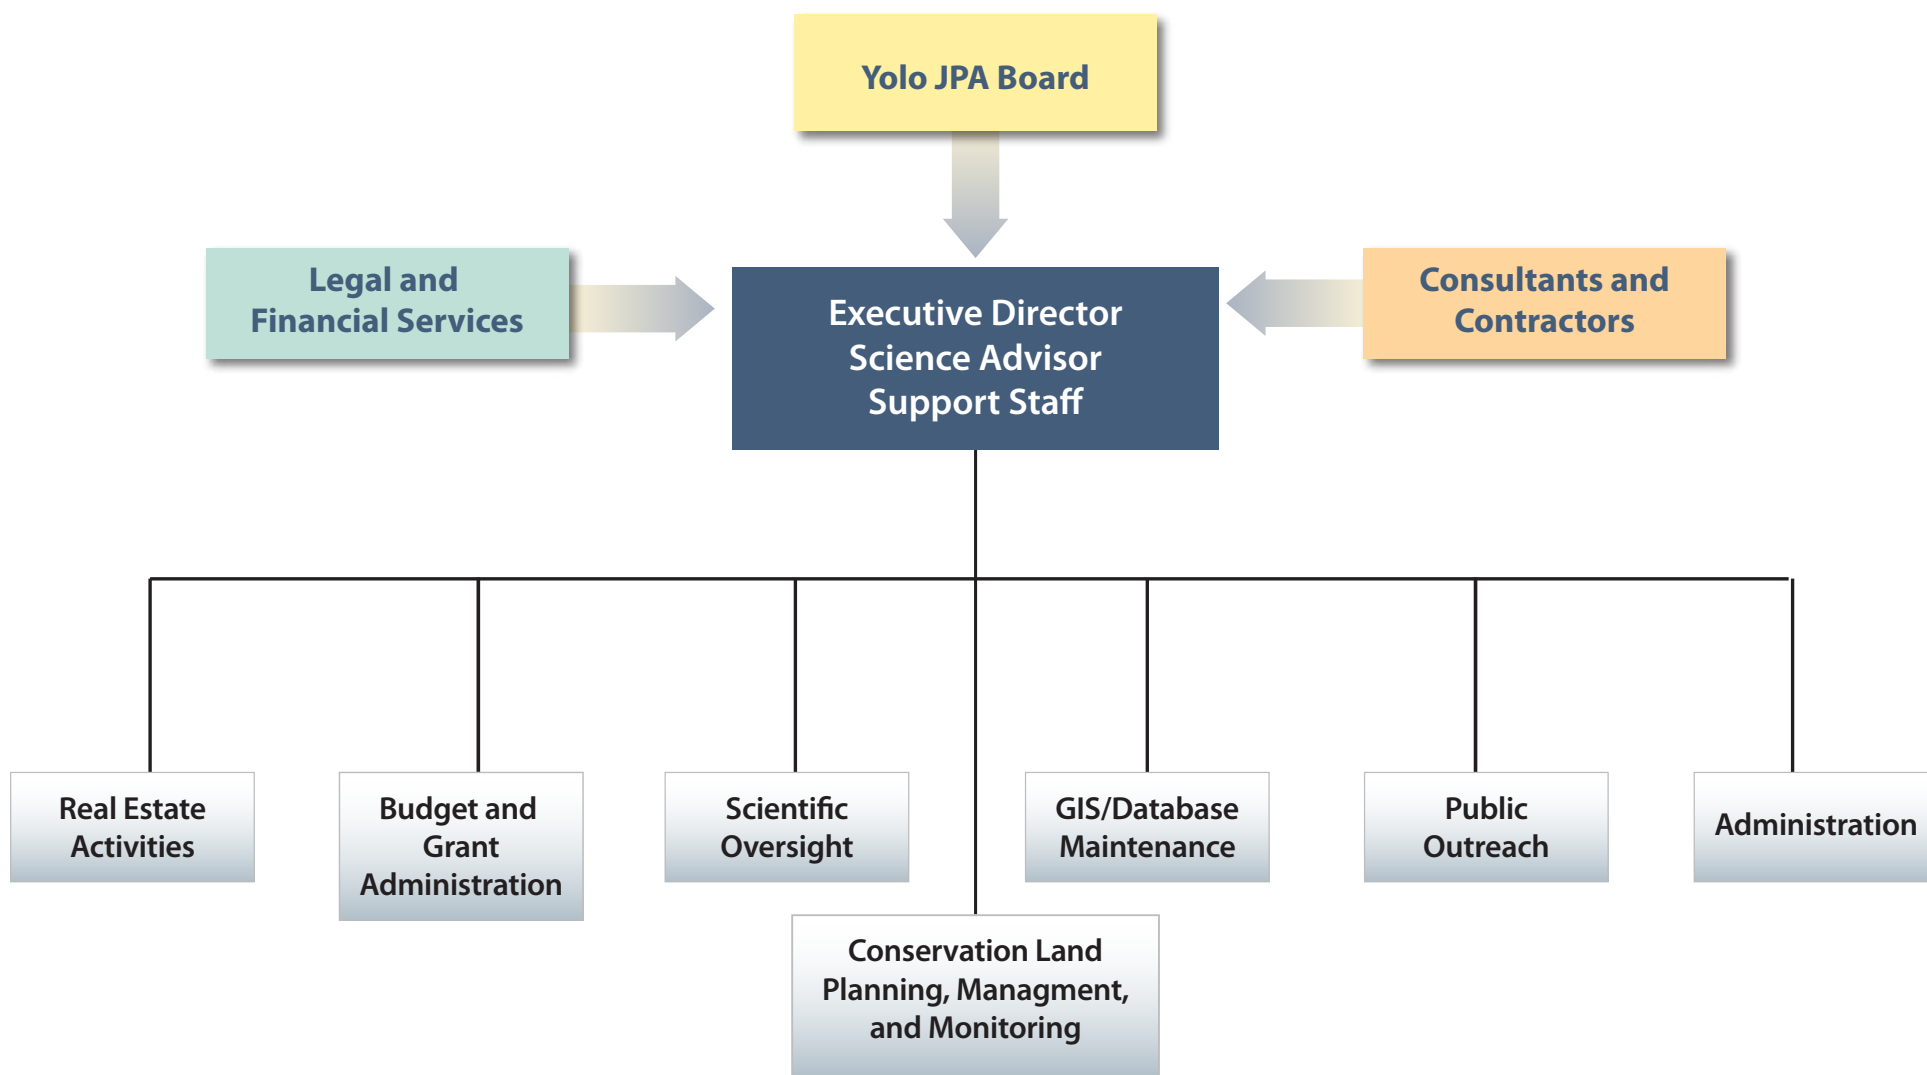 Yolo JPA Board
Legal and
Financial Services
Executive Director
Science Advisor
Support Staff
Consultants and
Contractors
Real Estate
Activities
Budget and
Grant
Administration
Scientific
Oversight
GIS/Database
Maintenance
Public
Outreach
Administration
Conservation Land
Planning, Managment,
and Monitoring